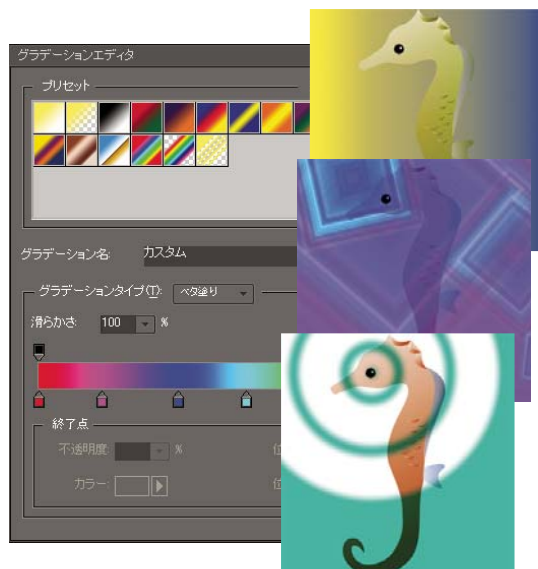 グラデーションエディタ
プリセット
グラデーション名: カスタム
グラデーションタイプ(T): ベタ塗り
滑らかさ: 100 %
終了点
不透明度: %
カラー: